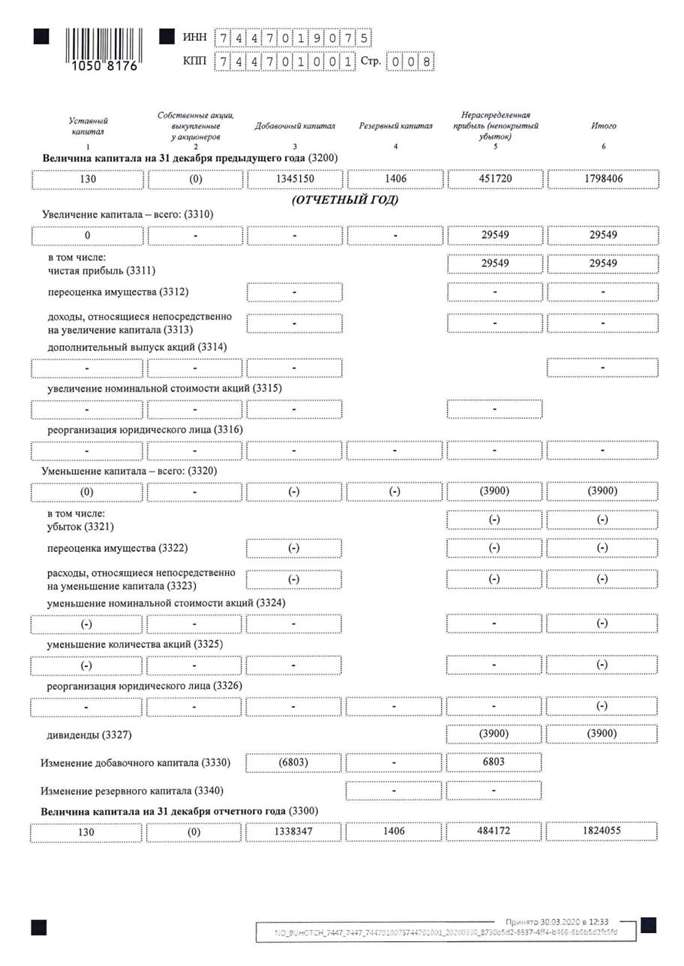 ИНН 7447019075
1050 8176
КПП 744701001 Стр. 008
Уставный капитал
Собственные акции, выкупленные у акционеров
Добавочный капитал
Резервный капитал
Нераспределенная прибыль (непокрытый убыток)
Итого
1 2 3 4 5 6
Величина капитала на 31 декабря предыдущего года (3200)
130 (0) 1345150 1406 451720 1798406
(ОТЧЕТНЫЙ ГОД)
Увеличение капитала – всего: (3310)
0 - - - 29549 29549
в том числе:
чистая прибыль (3311) 29549 29549
переоценка имущества (3312) - - -
доходы, относящиеся непосредственно
на увеличение капитала (3313) - - -
дополнительный выпуск акций (3314)
- - - -
увеличение номинальной стоимости акций (3315)
- - - -
реорганизация юридического лица (3316)
- - - - - -
Уменьшение капитала – всего: (3320)
(0) - (-) (-) (3900) (3900)
в том числе:
убыток (3321) (-) (-)
переоценка имущества (3322) (-) (-) (-)
расходы, относящиеся непосредственно
на уменьшение капитала (3323) (-) (-) (-)
уменьшение номинальной стоимости акций (3324)
(-) - - - (-)
уменьшение количества акций (3325)
(-) - - - (-)
реорганизация юридического лица (3326)
- - - - - (-)
дивиденды (3327) (3900) (3900)
Изменение добавочного капитала (3330) (6803) - 6803
Изменение резервного капитала (3340) - -
Величина капитала на 31 декабря отчетного года (3300)
130 (0) 1338347 1406 484172 1824055
Принято 30.03.2020 в 12:33